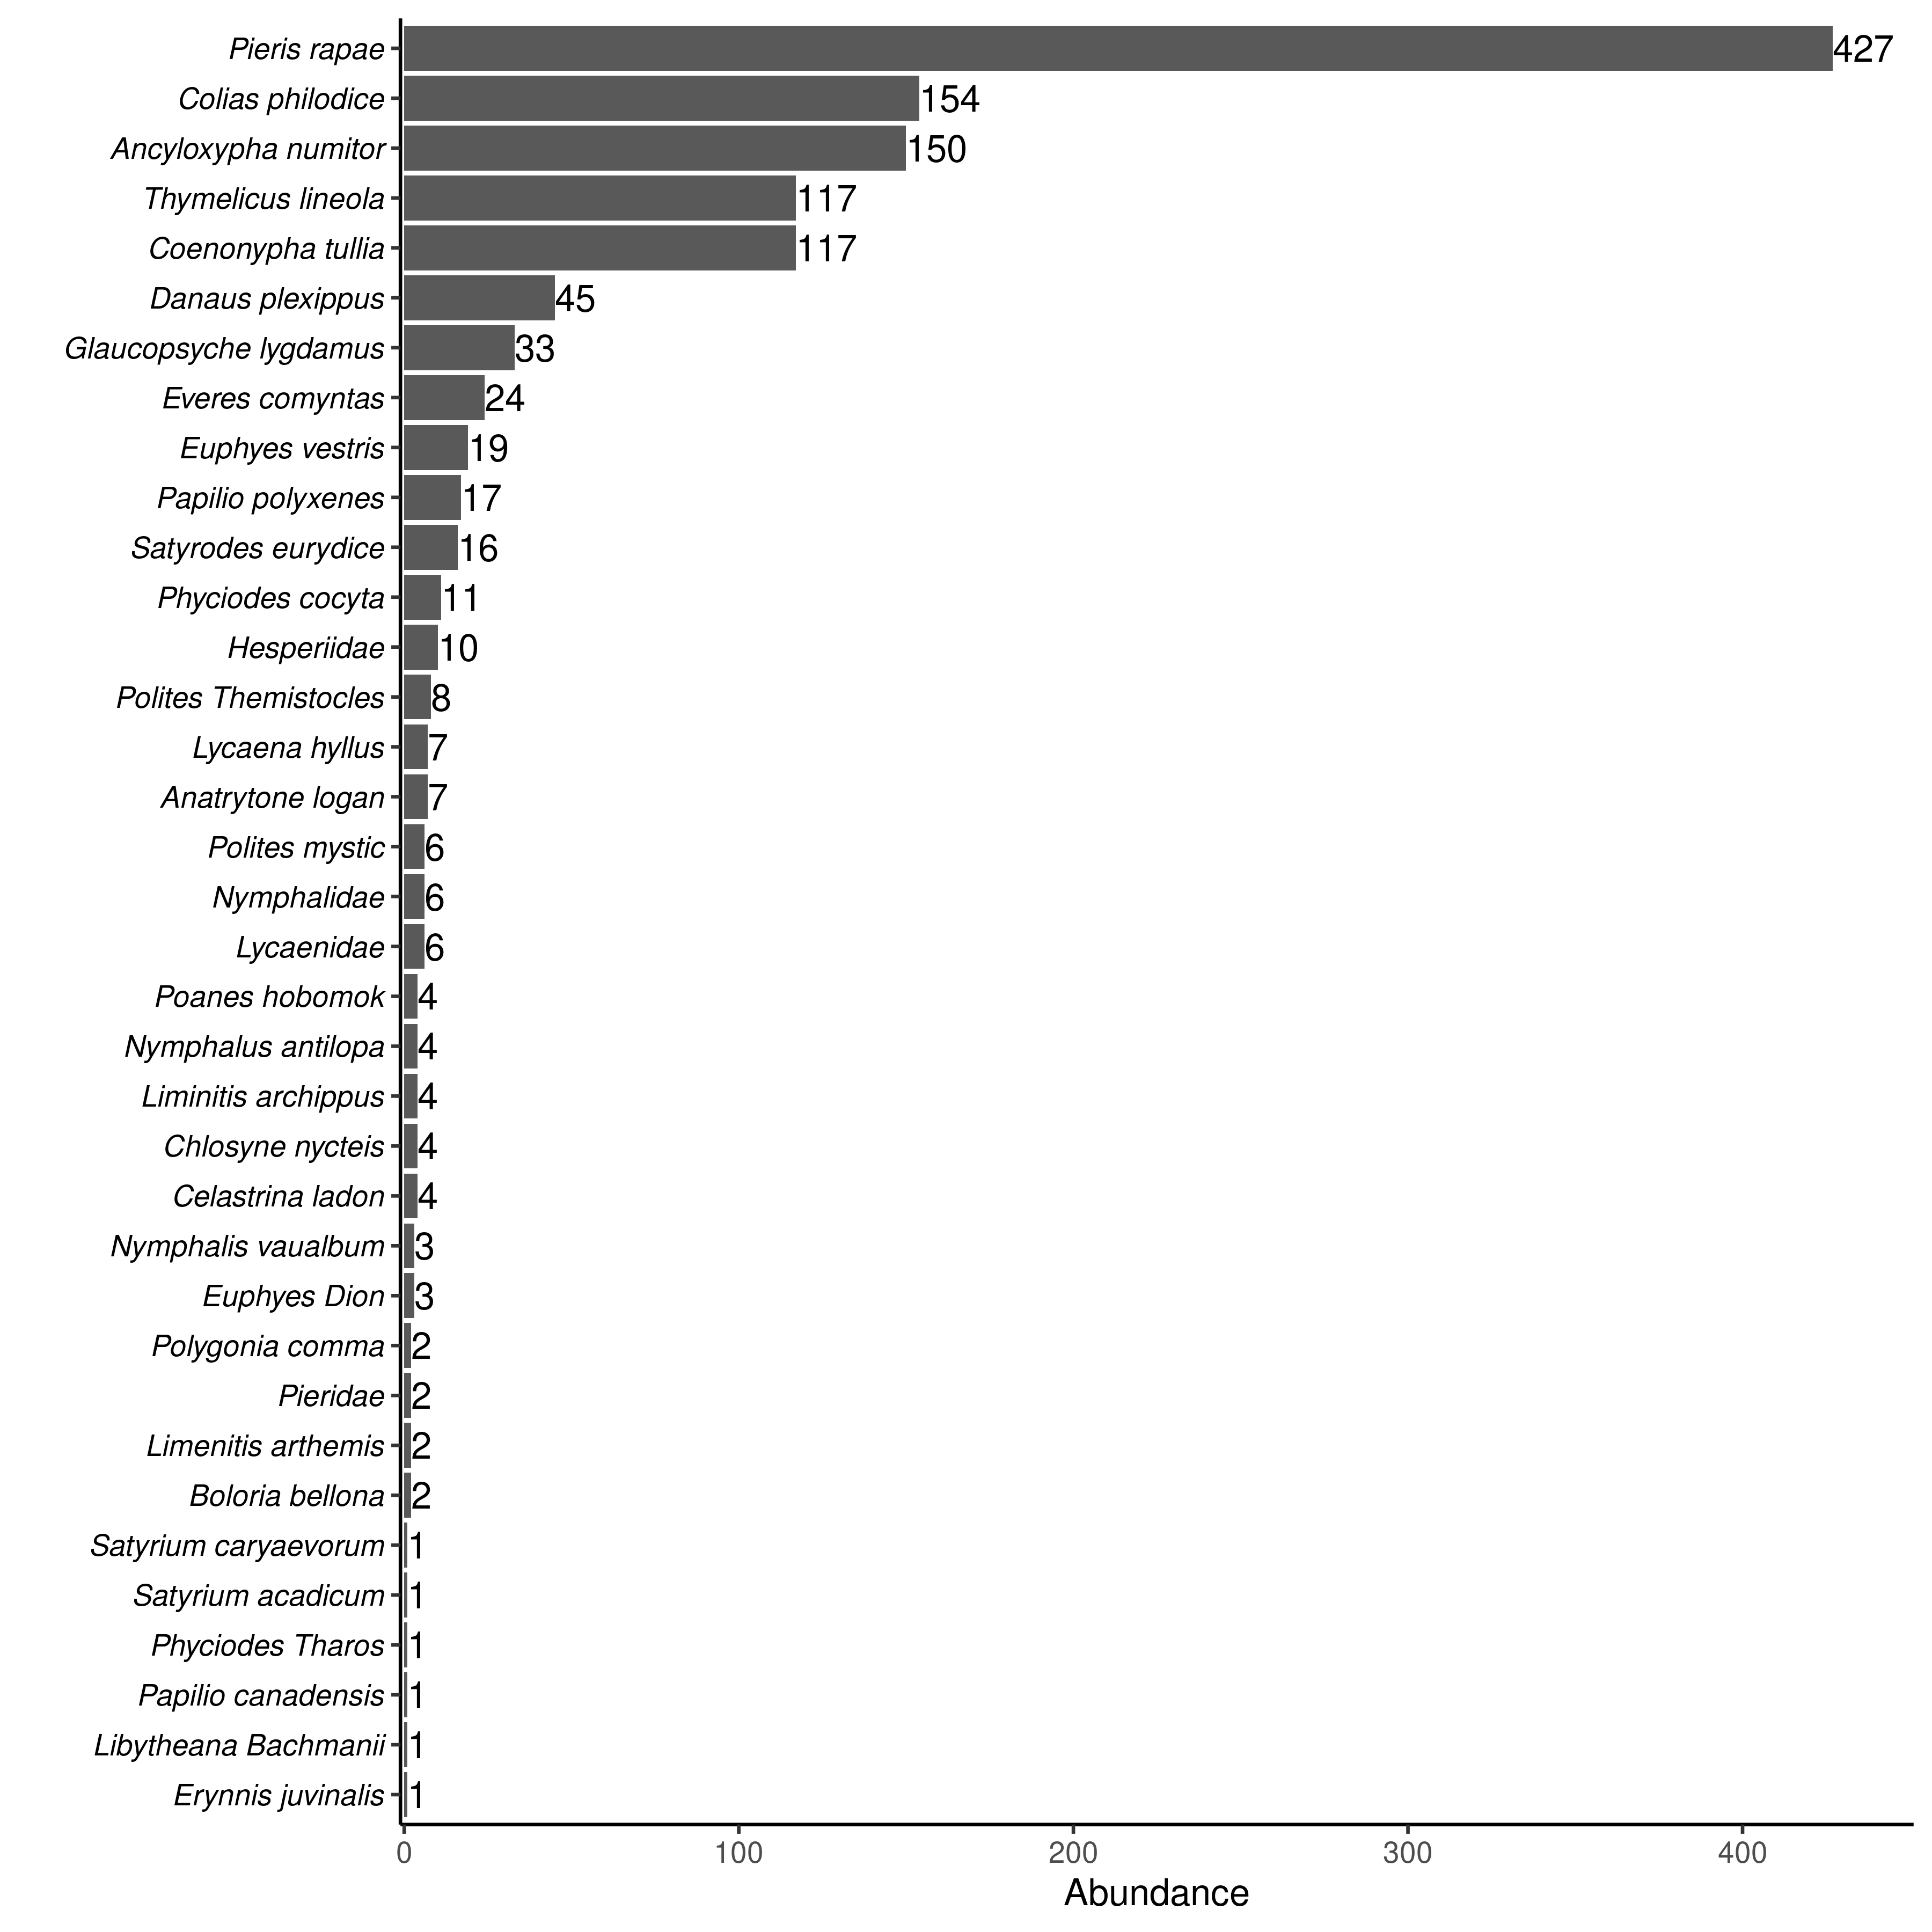 Pieris rapae 427
Colias philodice 154
Ancyloxypha numitor 150
Thymelicus lineola 117
Coenonypha tullia 117
Danaus plexippus 45
Glaucopsyche lygdamus 33
Everes comyntas 24
Euphyes vestris 19
Papilio polyxenes 17
Satyrodes eurydice 16
Phyciodes cocyta 11
Hesperiidae 10
Polites Themistocles 8
Lycaena hyllus 7
Anatrytone logan 7
Polites mystic 6
Nymphalidae 6
Lycaenidae 6
Poanes hobomok 4
Nymphalus antilopa 4
Liminitis archippus 4
Chlosyne nycteis 4
Celastrina ladon 4
Nymphalis vaualbum 3
Euphyes Dion 3
Polygonia comma 2
Pieridae 2
Limenitis arthemis 2
Boloria bellona 2
Satyrium caryaevorum 1
Satyrium acadicum 1
Phyciodes Tharos 1
Papilio canadensis 1
Libytheana Bachmanii 1
Erynnis juvinalis 1
0 100 200 300 400
Abundance